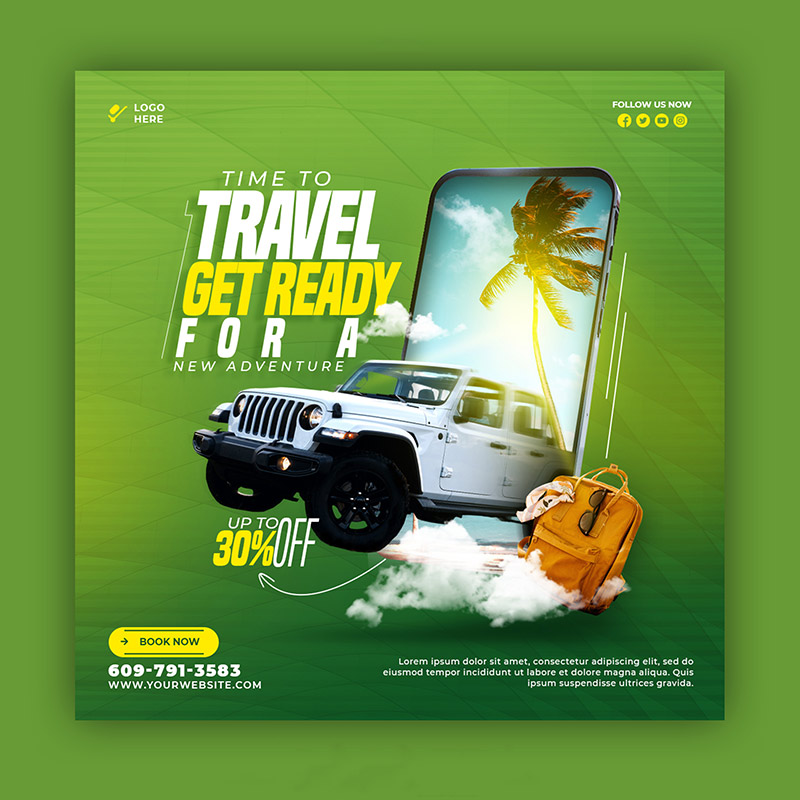 LOGO
HERE
FOLLOW US NOW
TIME TO
TRAVEL
GET READY
FOR A
NEW ADVENTURE
UP TO
30% OFF
BOOK NOW
609-791-3583
WWW.YOURWEBSITE.COM
Lorem ipsum dolor sit amet, consectetur adipiscing elit, sed do
eiusmod tempor incididunt ut labore et dolore magna aliqua. Quis
ipsum suspendisse ultrices gravida.